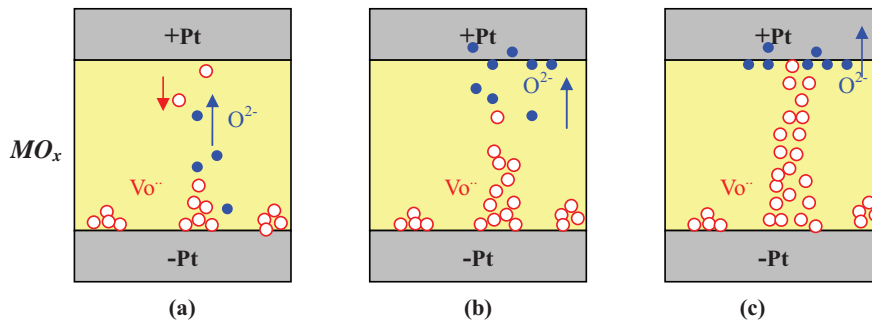 +Pt
+Pt
+Pt
O²⁻
O²⁻
O²⁻
MOₓ
Vo¨
Vo¨
Vo¨
-Pt
-Pt
-Pt
(a)
(b)
(c)